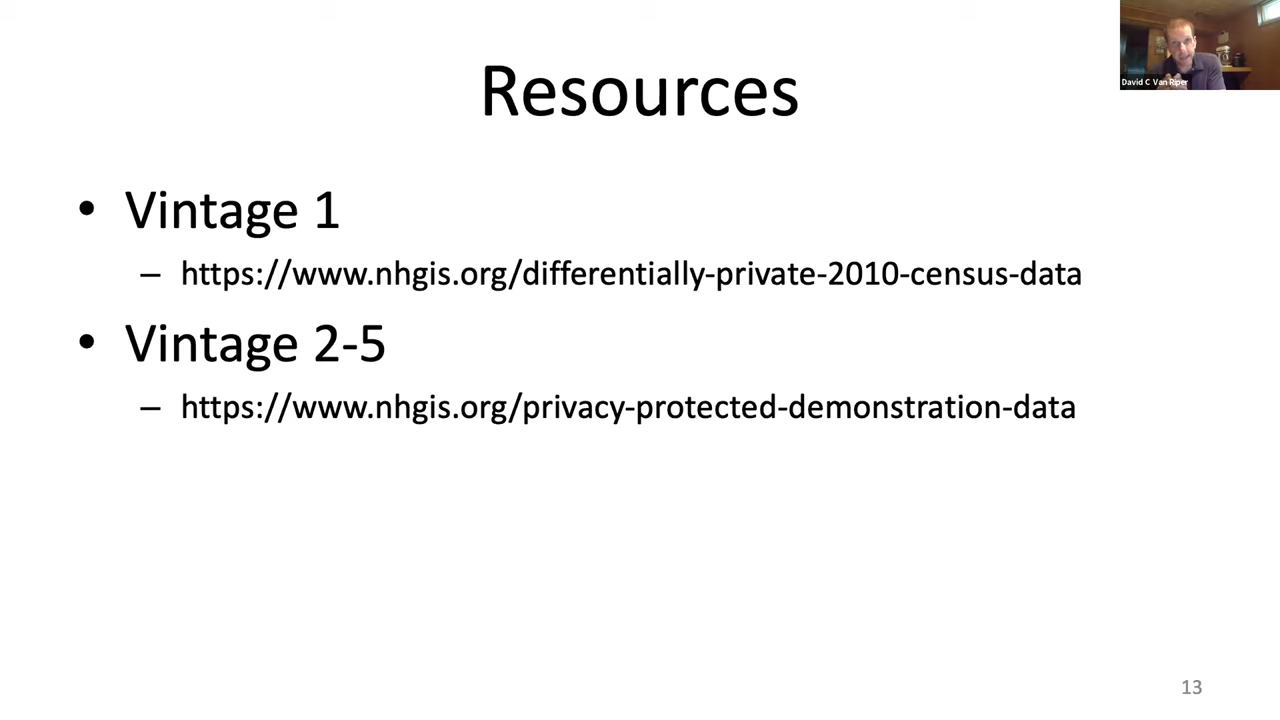 David C Van Riper
Resources
• Vintage 1
– https://www.nhgis.org/differentially-private-2010-census-data
• Vintage 2-5
– https://www.nhgis.org/privacy-protected-demonstration-data
13